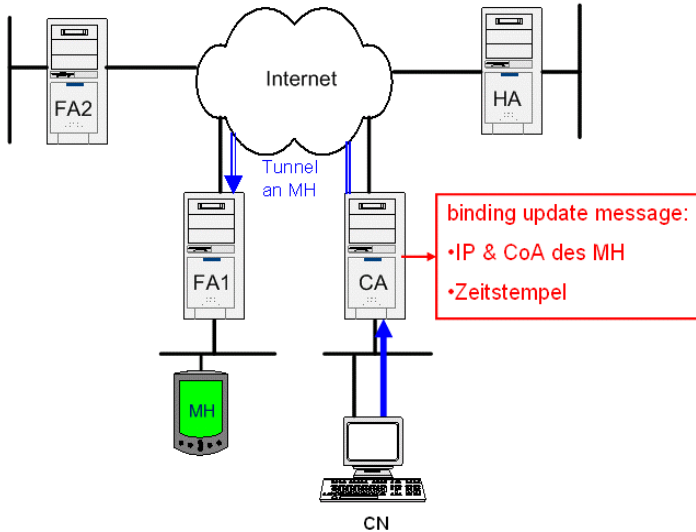 Internet
FA2
HA
Tunnel
an MH
FA1
CA
binding update message:
•IP & CoA des MH
•Zeitstempel
MH
CN